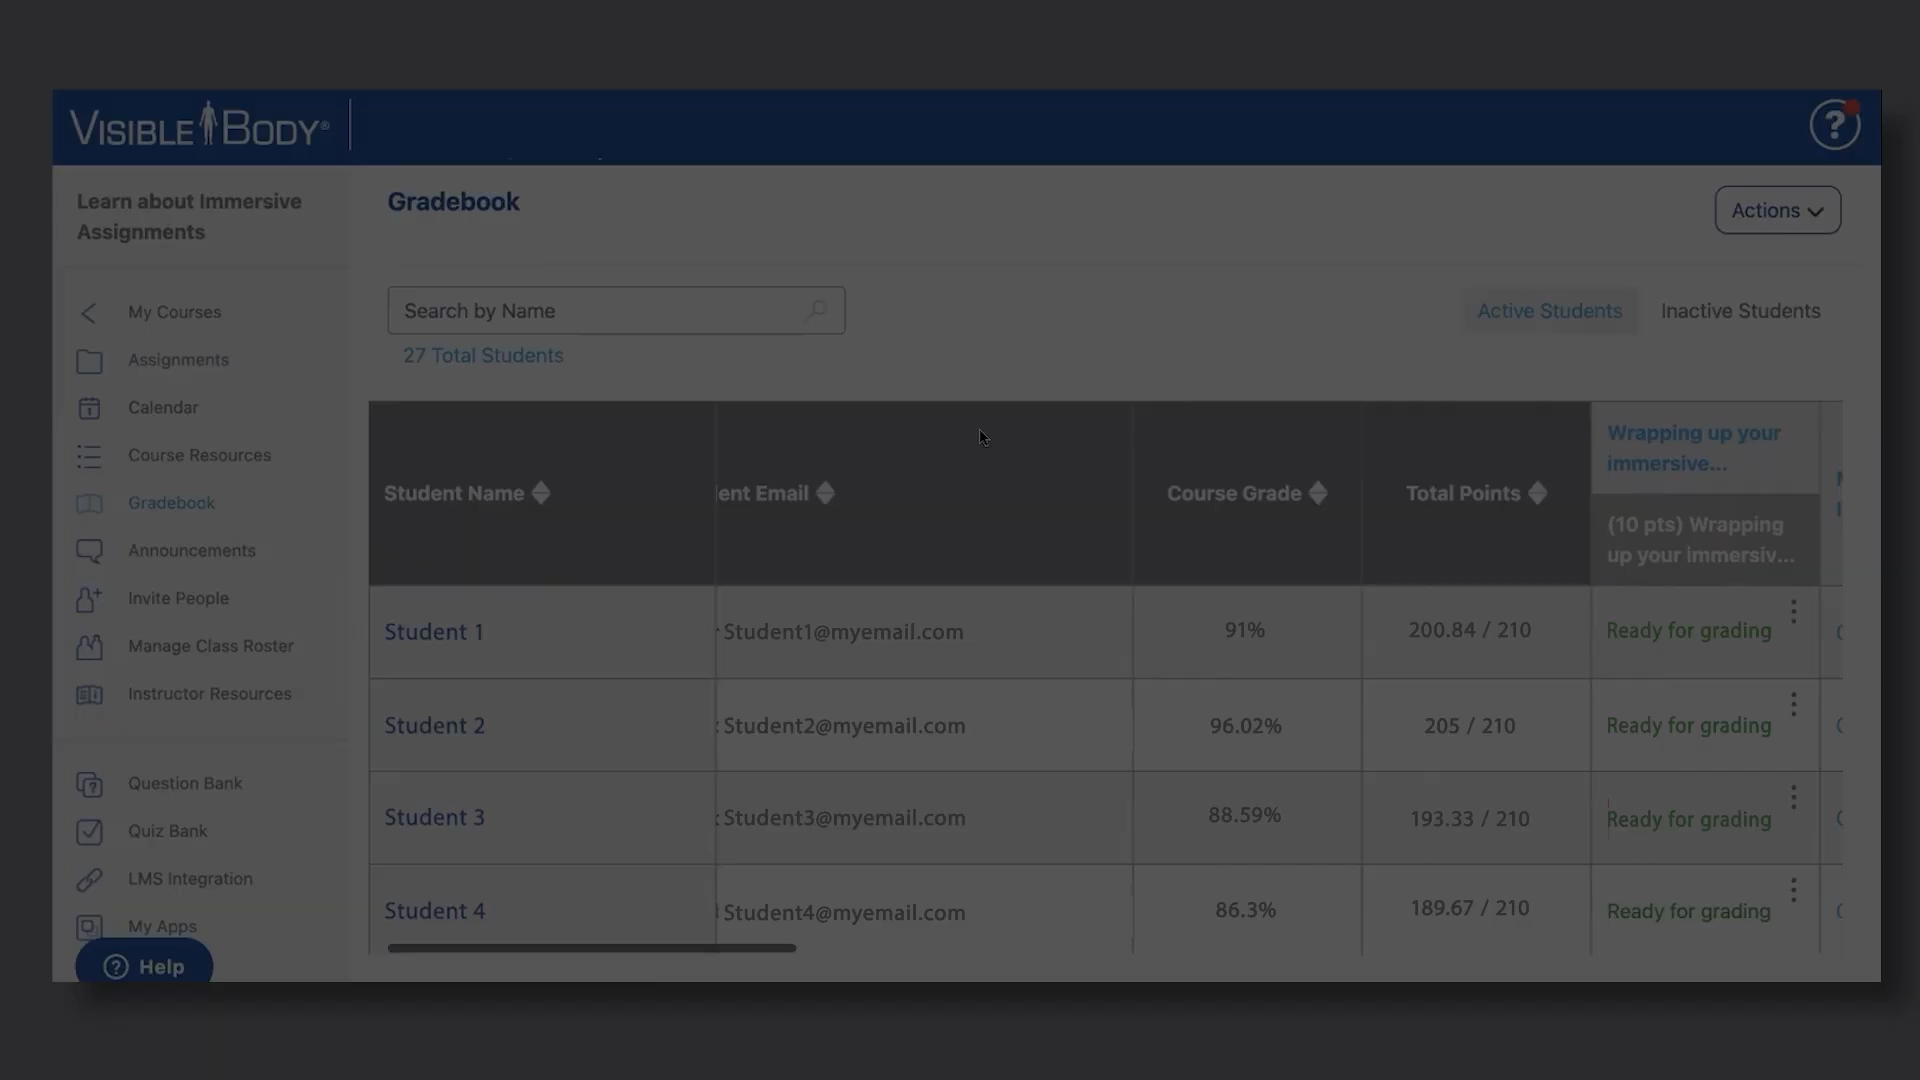 VISIBLE BODY®
?
Learn about Immersive
Assignments
My Courses
Assignments
Calendar
Course Resources
Gradebook
Announcements
Invite People
Manage Class Roster
Instructor Resources
Question Bank
Quiz Bank
LMS Integration
My Apps
? Help
Gradebook
Actions
Search by Name
27 Total Students
Active Students Inactive Students
Student Name ent Email Course Grade Total Points
Wrapping up your
immersive...
(10 pts) Wrapping
up your immersiv...
Student 1 Student1@myemail.com 91% 200.84 / 210 Ready for grading
Student 2 Student2@myemail.com 96.02% 205 / 210 Ready for grading
Student 3 Student3@myemail.com 88.59% 193.33 / 210 Ready for grading
Student 4 Student4@myemail.com 86.3% 189.67 / 210 Ready for grading